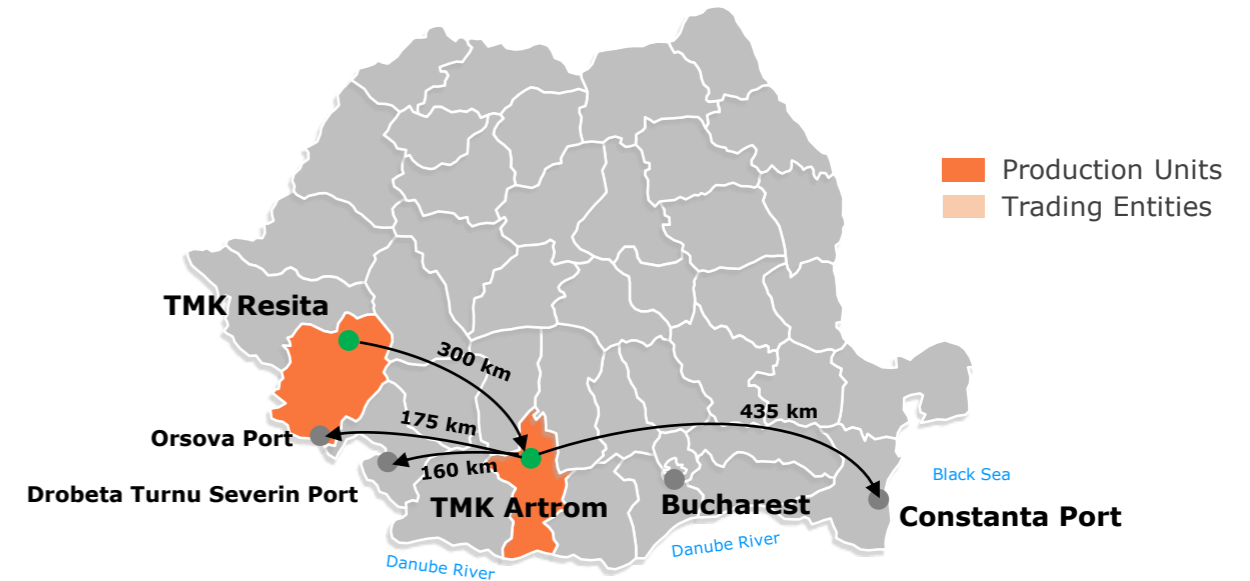 Production Units
Trading Entities
TMK Resita
300 km
175 km
435 km
Orsova Port
160 km
Black Sea
Drobeta Turnu Severin Port
TMK Artrom
Bucharest
Constanta Port
Danube River
Danube River